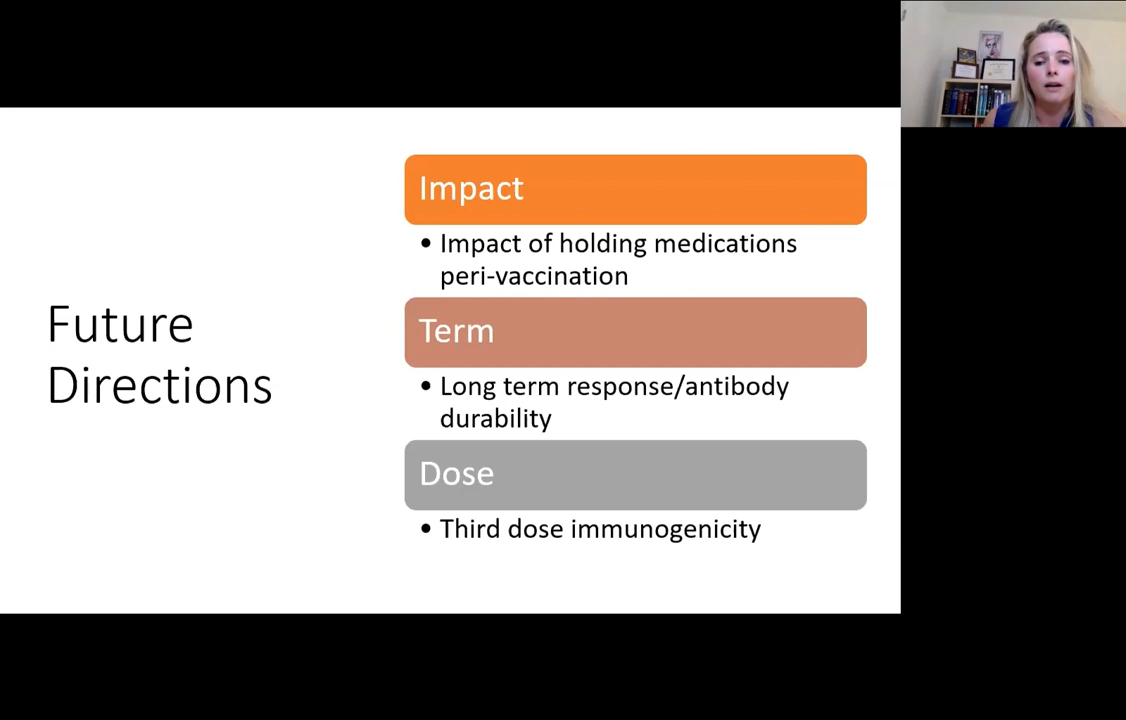 Future
Directions
Impact
• Impact of holding medications
peri-vaccination
Term
• Long term response/antibody
durability
Dose
• Third dose immunogenicity